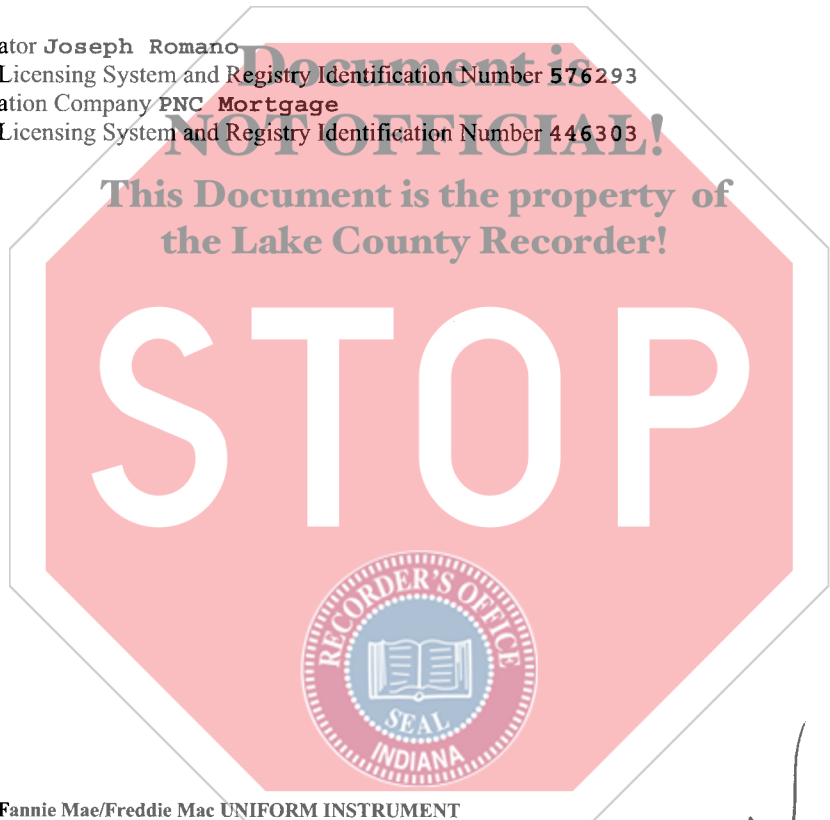 ator Joseph Romano
Licensing System and Registry Identification Number 576293
ation Company PNC Mortgage
Licensing System and Registry Identification Number 446303
Document is
NOT OFFICIAL!
This Document is the property of
the Lake County Recorder!
STOP
RECORDER'S OFFICE
SEAL
INDIANA
Fannie Mae/Freddie Mac UNIFORM INSTRUMENT